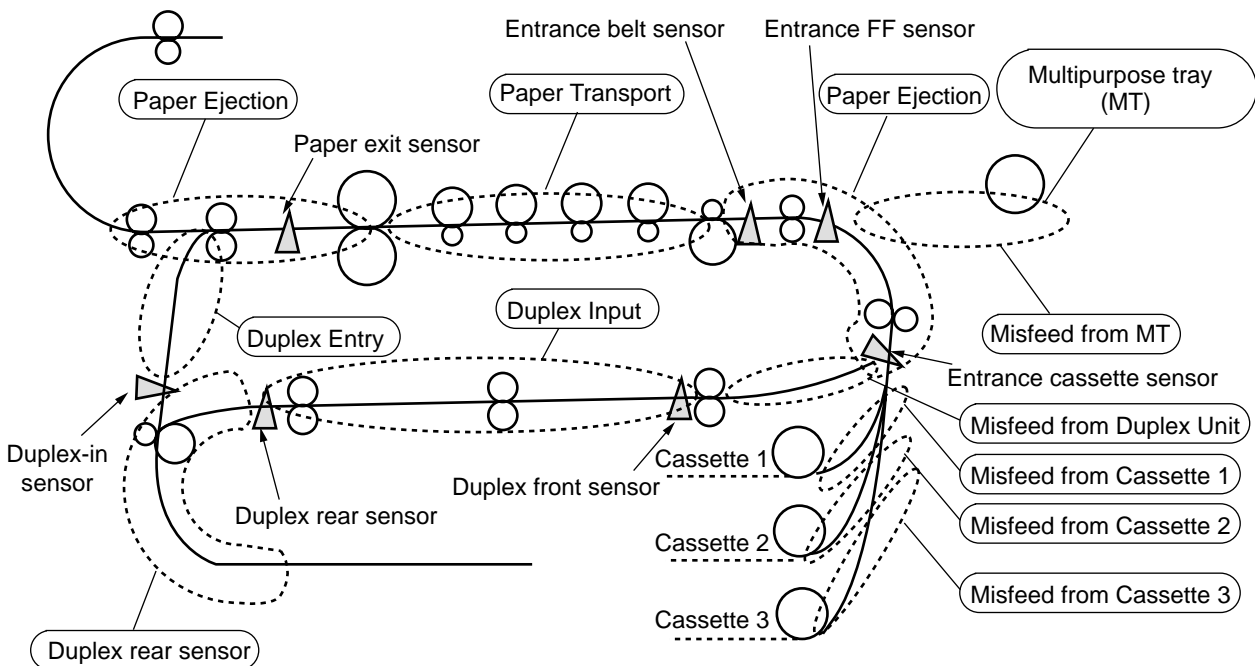 Entrance belt sensor
Entrance FF sensor
Multipurpose tray
(MT)
Paper Ejection
Paper Transport
Paper Ejection
Paper exit sensor
Duplex Input
Duplex Entry
Misfeed from MT
Entrance cassette sensor
Misfeed from Duplex Unit
Duplex-in
sensor
Cassette 1
Misfeed from Cassette 1
Duplex front sensor
Duplex rear sensor
Misfeed from Cassette 2
Cassette 2
Misfeed from Cassette 3
Cassette 3
Duplex rear sensor